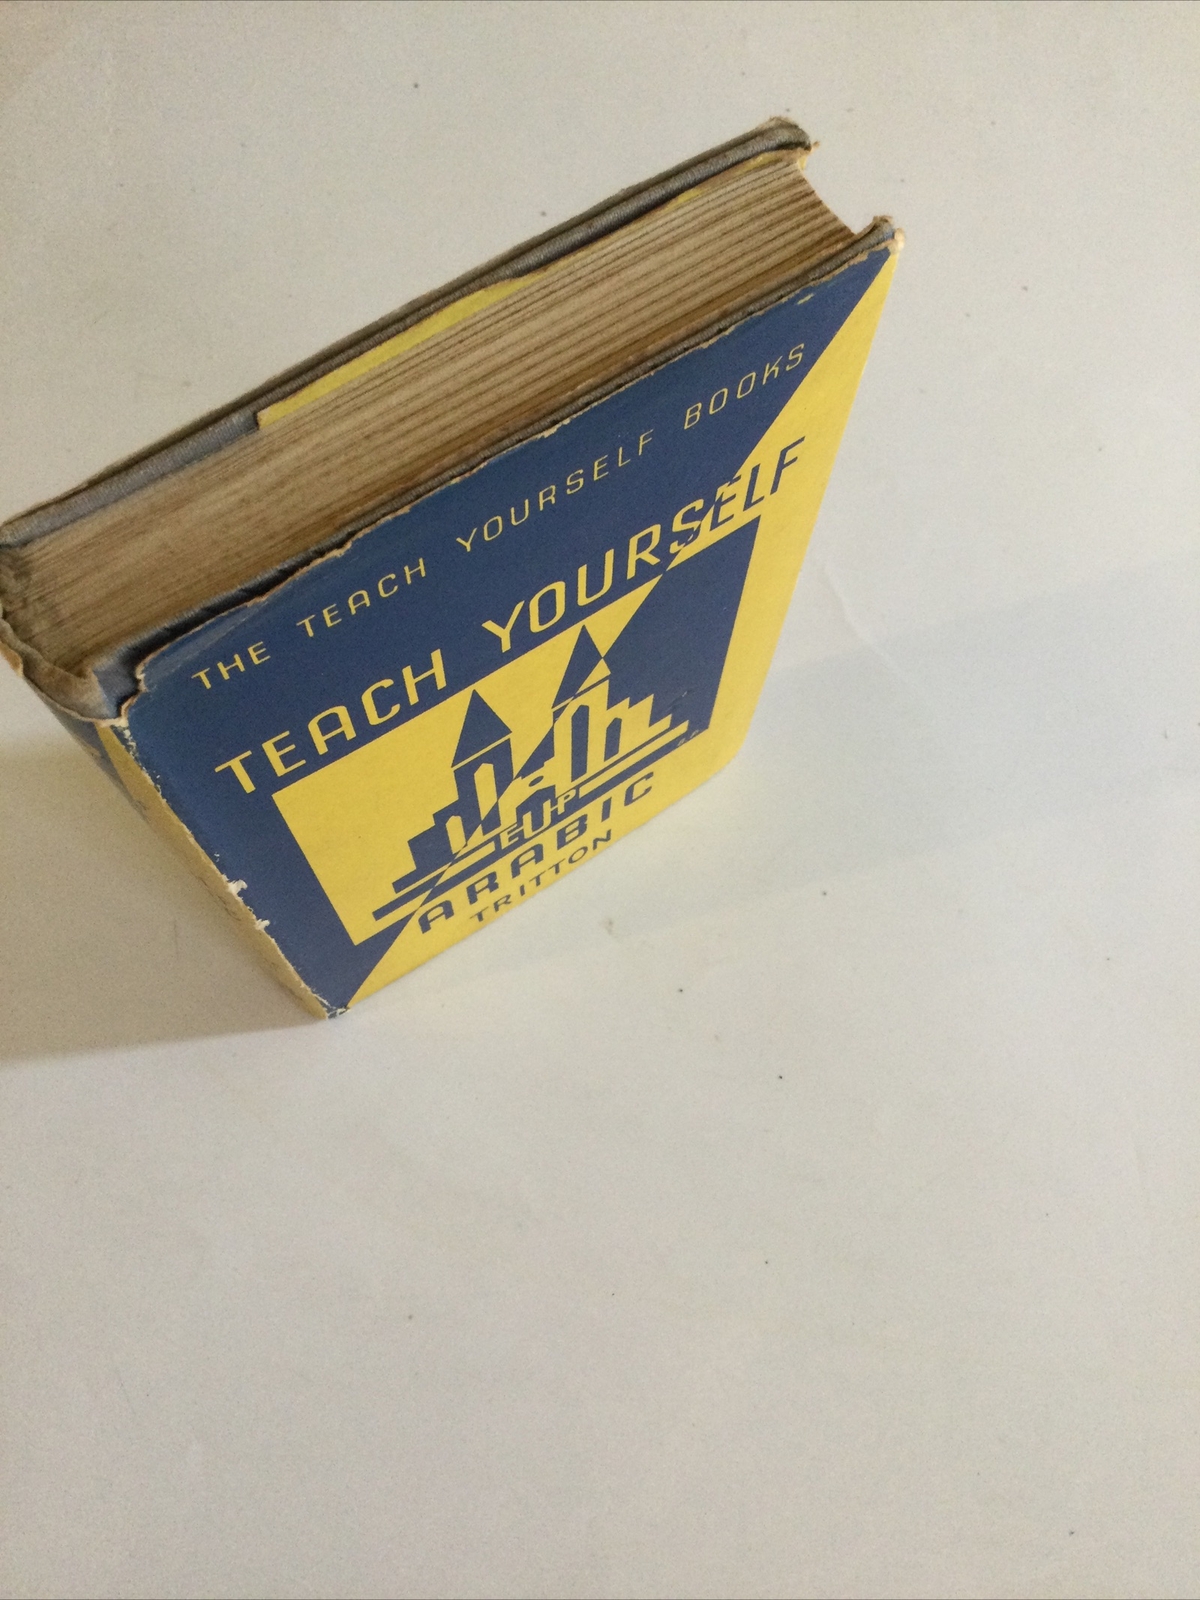 THE TEACH YOURSELF BOOKS
TEACH YOURSELF
EUP
ARABIC
TRITTON